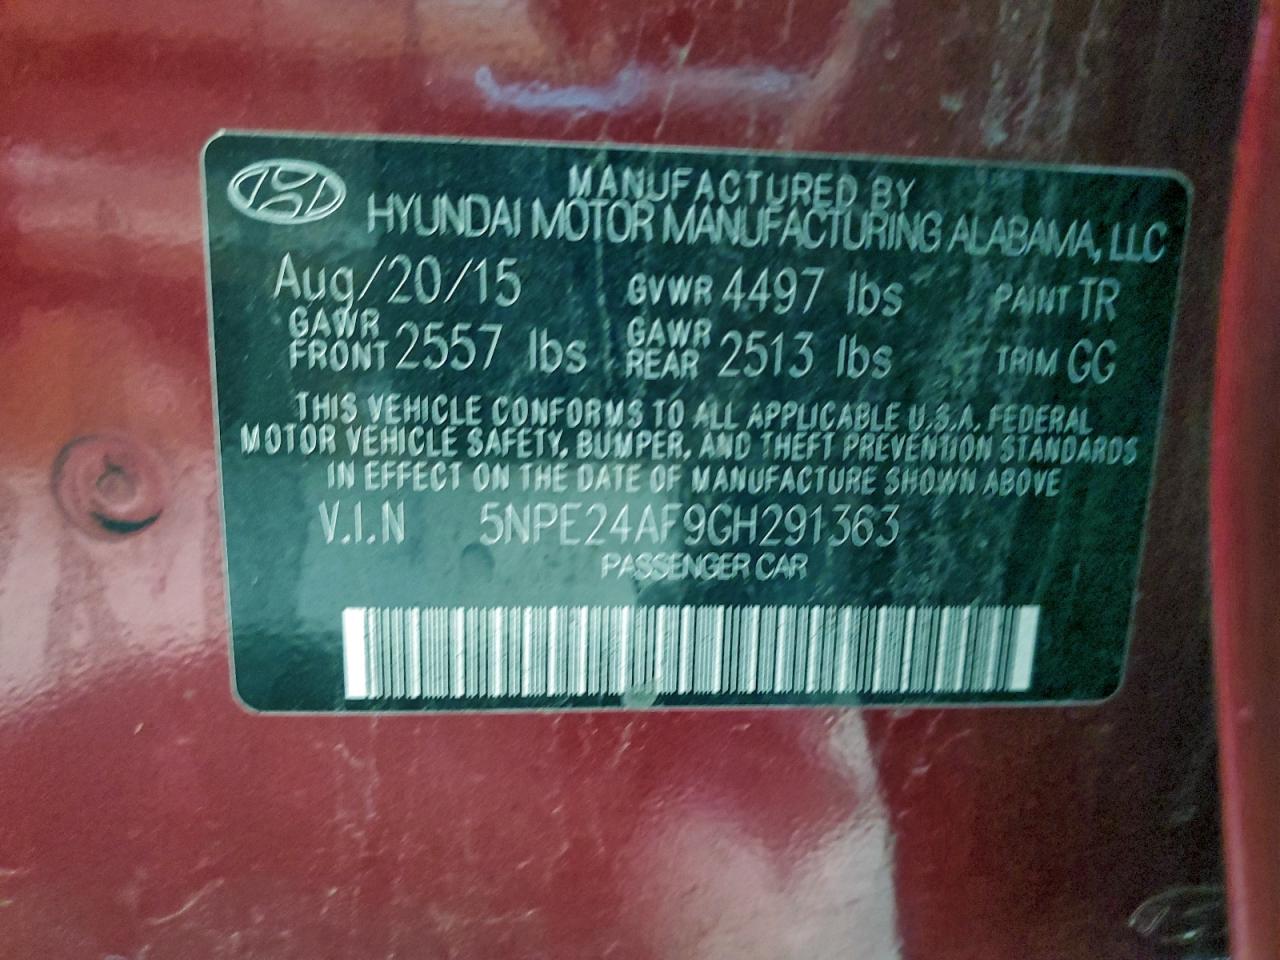 MANUFACTURED BY
HYUNDAI MOTOR MANUFACTURING ALABAMA, LLC
Aug/20/15 GVWR 4497 lbs PAINT TR
GAWR FRONT 2557 lbs GAWR REAR 2513 lbs TRIM GG
THIS VEHICLE CONFORMS TO ALL APPLICABLE U.S.A. FEDERAL
MOTOR VEHICLE SAFETY, BUMPER, AND THEFT PREVENTION STANDARDS
IN EFFECT ON THE DATE OF MANUFACTURE SHOWN ABOVE
V.I.N 5NPE24AF9GH291363
PASSENGER CAR